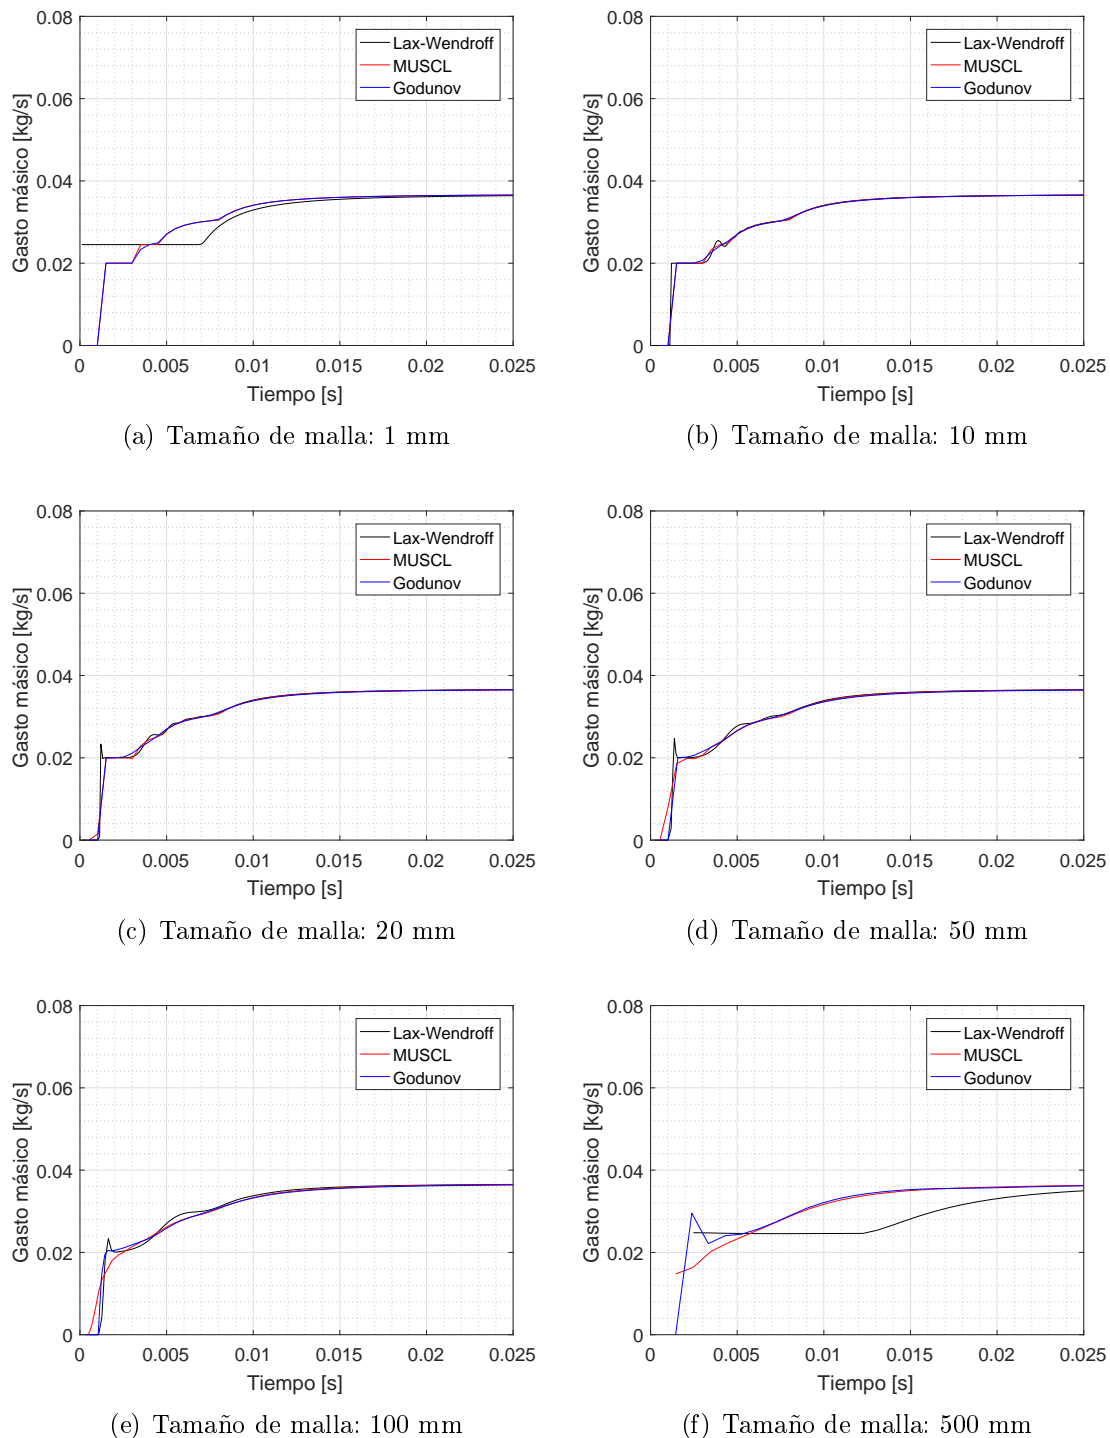 0.08
0.06
0.04
0.02
0
Gasto másico [kg/s]
Lax-Wendroff
MUSCL
Godunov
0 0.005 0.01 0.015 0.02 0.025
Tiempo [s]
(a) Tamaño de malla: 1 mm
0.08
0.06
0.04
0.02
0
Gasto másico [kg/s]
Lax-Wendroff
MUSCL
Godunov
0 0.005 0.01 0.015 0.02 0.025
Tiempo [s]
(b) Tamaño de malla: 10 mm
0.08
0.06
0.04
0.02
0
Gasto másico [kg/s]
Lax-Wendroff
MUSCL
Godunov
0 0.005 0.01 0.015 0.02 0.025
Tiempo [s]
(c) Tamaño de malla: 20 mm
0.08
0.06
0.04
0.02
0
Gasto másico [kg/s]
Lax-Wendroff
MUSCL
Godunov
0 0.005 0.01 0.015 0.02 0.025
Tiempo [s]
(d) Tamaño de malla: 50 mm
0.08
0.06
0.04
0.02
0
Gasto másico [kg/s]
Lax-Wendroff
MUSCL
Godunov
0 0.005 0.01 0.015 0.02 0.025
Tiempo [s]
(e) Tamaño de malla: 100 mm
0.08
0.06
0.04
0.02
0
Gasto másico [kg/s]
Lax-Wendroff
MUSCL
Godunov
0 0.005 0.01 0.015 0.02 0.025
Tiempo [s]
(f) Tamaño de malla: 500 mm